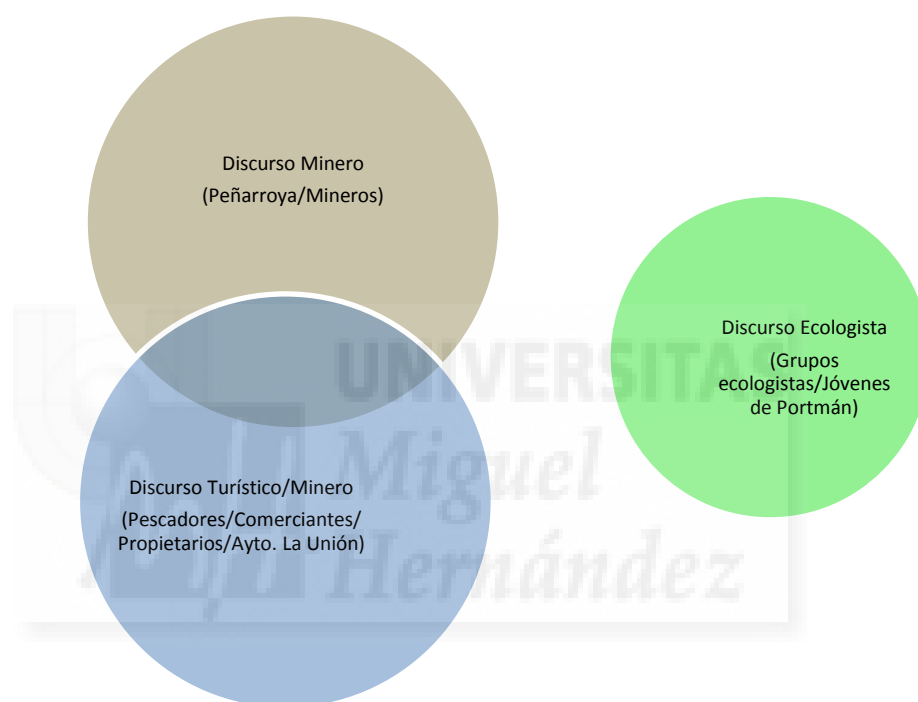 Discurso Minero
(Peñarroya/Mineros)
Discurso Ecologista
(Grupos
ecologistas/Jóvenes
de Portmán)
Discurso Turístico/Minero
(Pescadores/Comerciantes/
Propietarios/Ayto. La Unión)
UNIVERSITAS
Miguel
Hernández